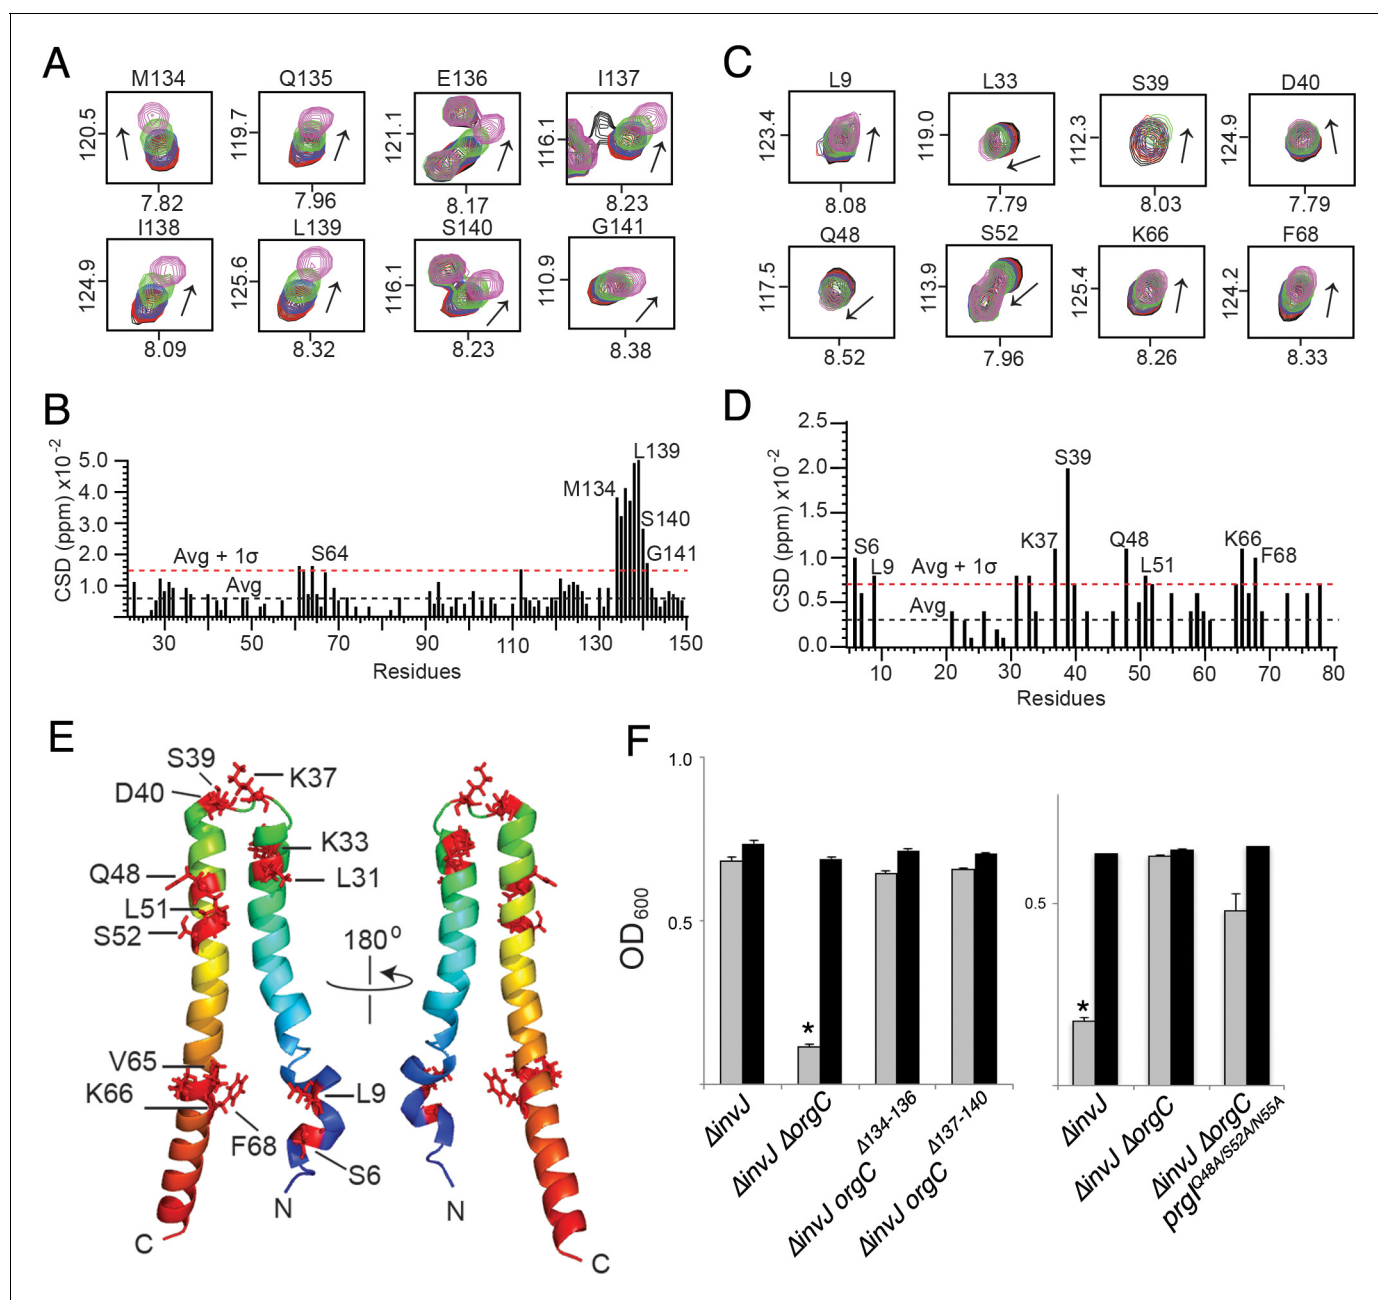 A
M134
Q135
E136
I137
120.5
119.7
121.1
116.1
7.82
7.96
8.17
8.23
I138
L139
S140
G141
124.9
125.6
116.1
110.9
8.09
8.32
8.23
8.38
C
L9
L33
S39
D40
123.4
119.0
112.3
124.9
8.08
7.79
8.03
7.79
Q48
S52
K66
F68
117.5
113.9
125.4
124.2
8.52
7.96
8.26
8.33
B
CSD (ppm) x10-2
5.0
4.0
3.0
2.0
1.0
L139
M134
S140
G141
Avg + 1σ
S64
Avg
30 50 70 90 110 130 150
Residues
D
CSD (ppm) x10-2
2.5
2.0
1.5
1.0
0.5
0.0
S39
S6
L9
K37
Q48
L51
K66
F68
Avg + 1σ
Avg
10 20 30 40 50 60 70 80
Residues
E
S39
K37
D40
K33
Q48
L31
L51
S52
180o
V65
K66
L9
F68
S6
N
C
N
C
F
OD600
1.0
0.5
*
ΔinvJ
ΔinvJ ΔorgC
ΔinvJ orgC Δ134-136
ΔinvJ orgC Δ137-140
0.5
*
ΔinvJ
ΔinvJ ΔorgC
ΔinvJ ΔorgC
prgIQ48A/S52A/N55A